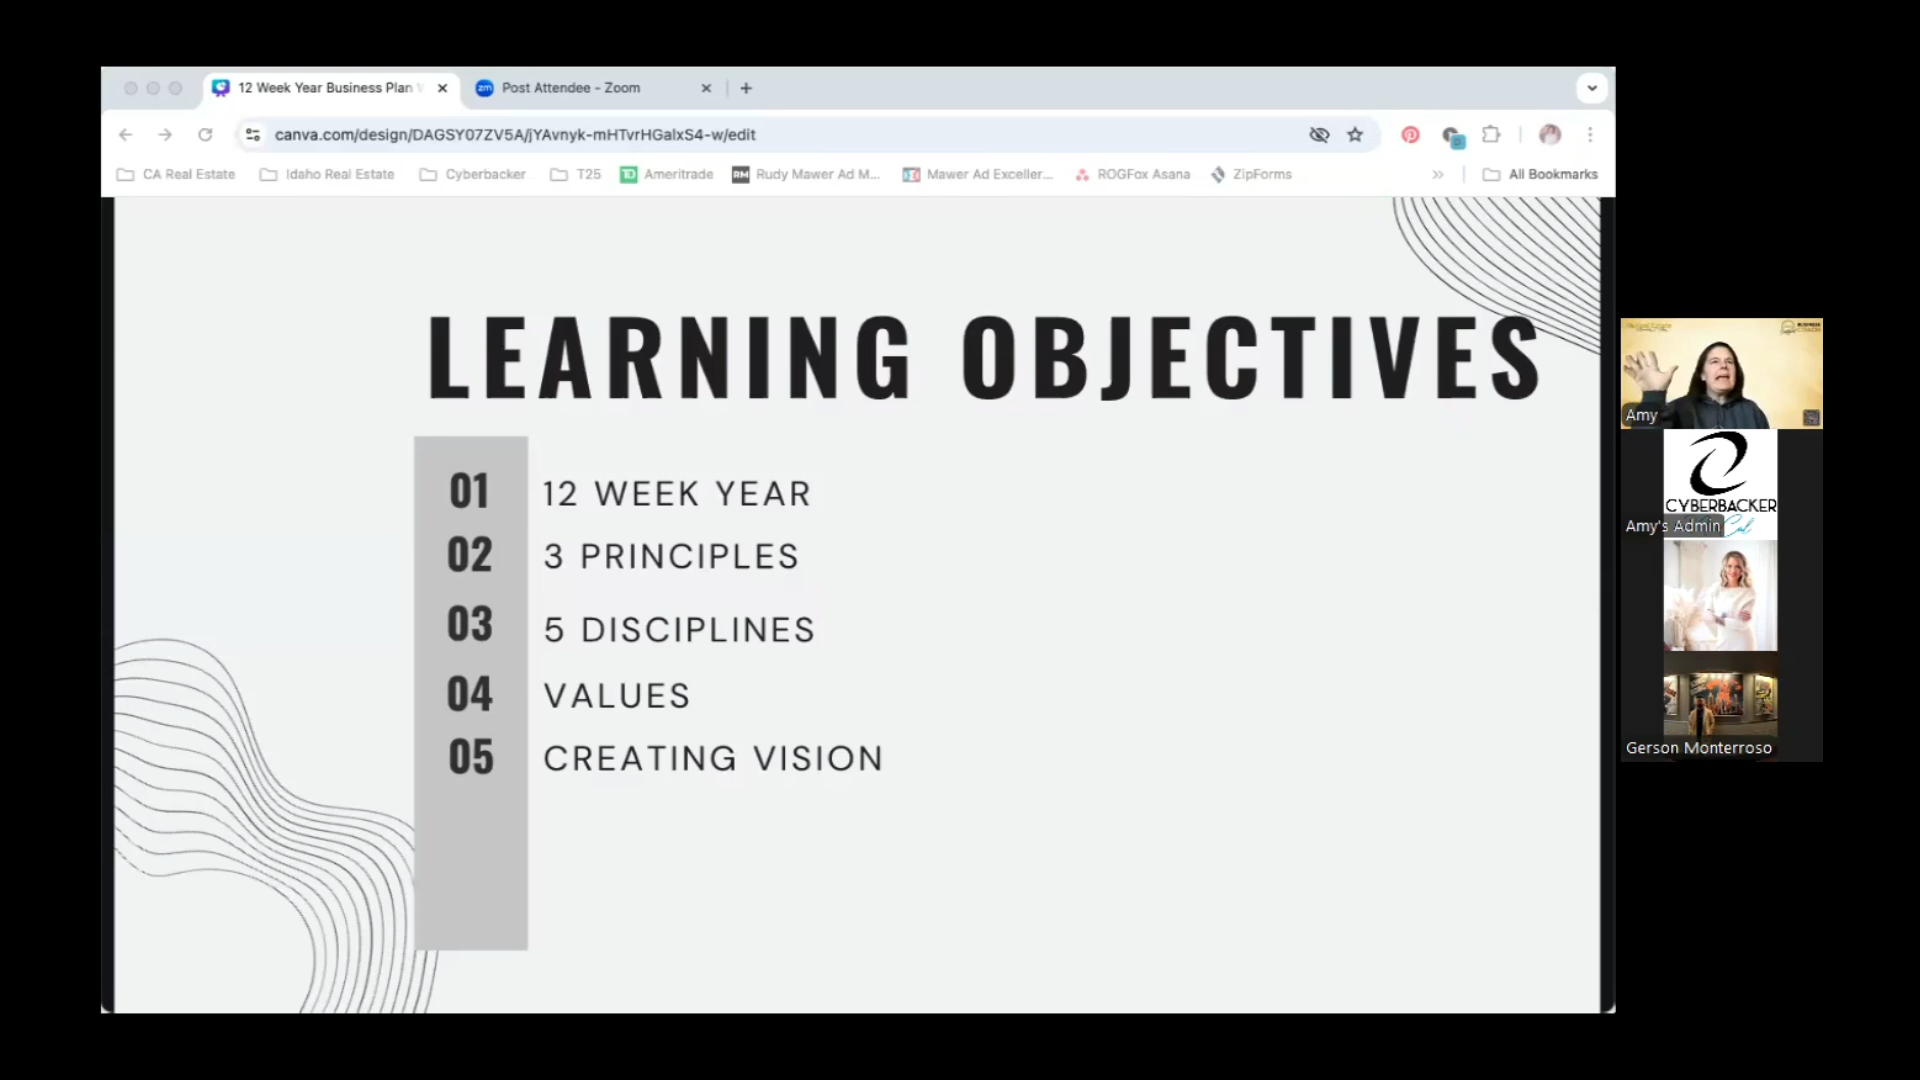 12 Week Year Business Plan
Post Attendee - Zoom
canva.com/design/DAGSY07ZV5A/jYAvnyk-mHTvrHGalxS4-w/edit
CA Real Estate
Idaho Real Estate
Cyberbacker
T25
Ameritrade
Rudy Mawer Ad M...
Mawer Ad Exceller...
ROGFox Asana
ZipForms
All Bookmarks
LEARNING OBJECTIVES
01 12 WEEK YEAR
02 3 PRINCIPLES
03 5 DISCIPLINES
04 VALUES
05 CREATING VISION
Amy
CYBERBACKER
Amy's Admin
Gerson Monterroso